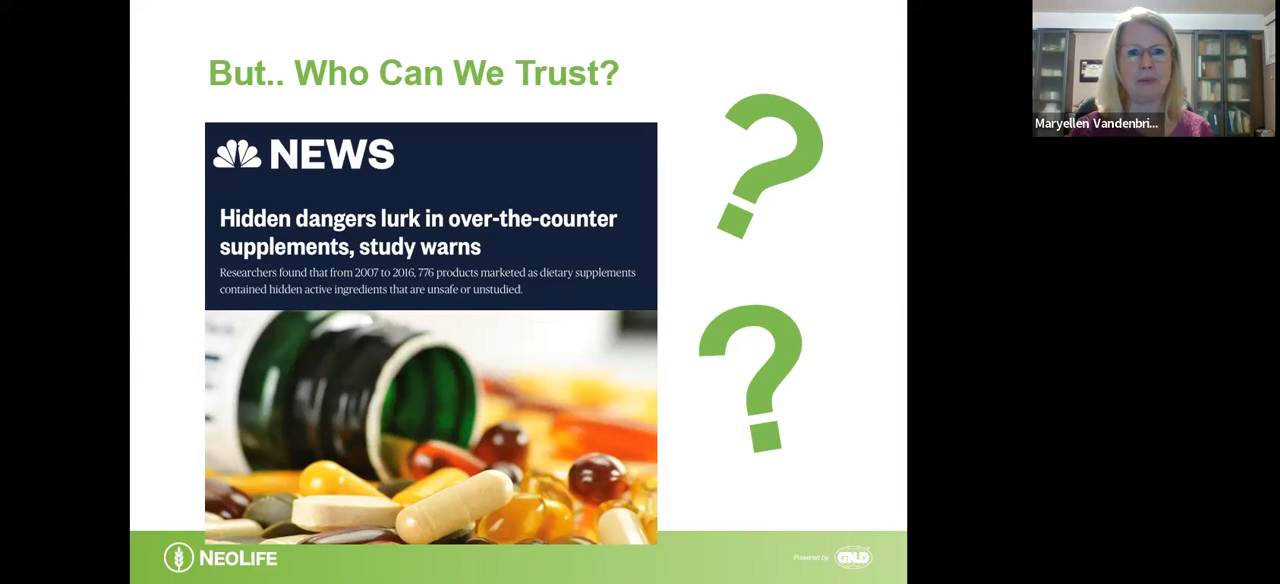 But.. Who Can We Trust?
NEWS
Hidden dangers lurk in over-the-counter
supplements, study warns
Researchers found that from 2007 to 2016, 776 products marketed as dietary supplements
contained hidden active ingredients that are unsafe or unstudied.
?
?
NEOLIFE
Powered by:
GNLD
Maryellen Vandenbri...